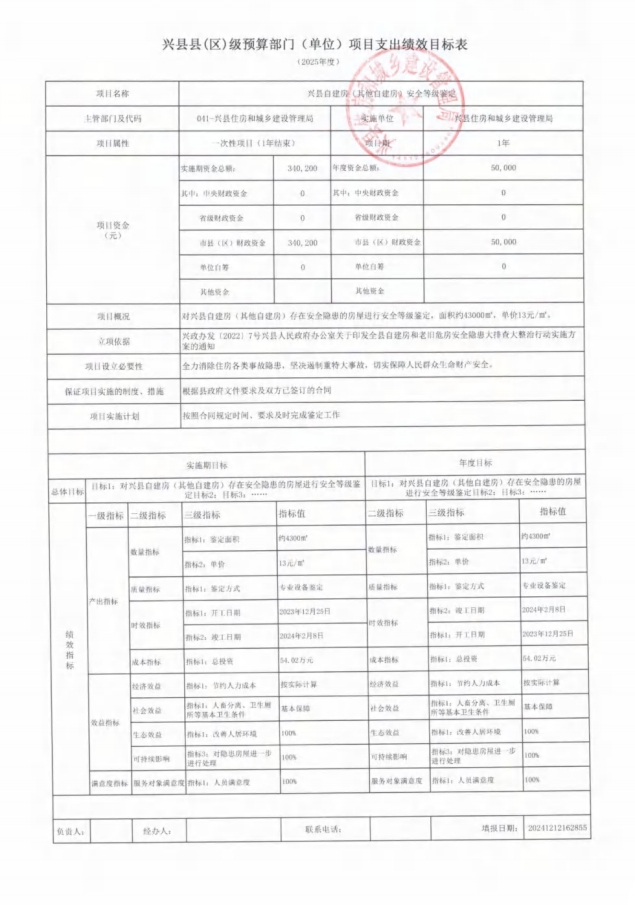 兴县县(区)级预算部门（单位）项目支出绩效目标表
（2025年度）
项目名称 兴县自建房（其他自建房）安全等级鉴定
主管部门及代码 041-兴县住房和城乡建设管理局 实施单位 兴县住房和城乡建设管理局
项目属性 一次性项目（1年结束） 项目期 1年
项目资金
（元）
实施期资金总额： 340,200 年度资金总额： 50,000
其中：中央财政资金 0 其中：中央财政资金 0
省级财政资金 0 省级财政资金 0
市县（区）财政资金 340,200 市县（区）财政资金 50,000
单位自筹 0 单位自筹 0
其他资金 其他资金
项目概况 对兴县自建房（其他自建房）存在安全隐患的房屋进行安全等级鉴定，面积约43000㎡，单价13元/㎡。
立项依据 兴政办发〔2022〕7号兴县人民政府办公室关于印发全县自建房和老旧危房安全隐患大排查大整治行动实施方
案的通知
项目设立必要性 全力消除住房各类事故隐患，坚决遏制重特大事故，切实保障人民群众生命财产安全。
保证项目实施的制度、措施 根据县政府文件要求及双方已签订的合同
项目实施计划 按照合同规定时间、要求及时完成鉴定工作
实施期目标 年度目标
总体目标 目标1：对兴县自建房（其他自建房）存在安全隐患的房屋进行安全等级鉴 目标1：对兴县自建房（其他自建房）存在安全隐患的房屋
定目标2：目标3：…… 进行安全等级鉴定目标2：目标3：……
绩效指标 一级指标 二级指标 三级指标 指标值 二级指标 三级指标 指标值
产出指标 数量指标 指标1：鉴定面积 约4300㎡ 数量指标 指标1：鉴定面积 约4300㎡
指标2：单价 13元/㎡ 指标2：单价 13元/㎡
质量指标 指标1：鉴定方式 专业设备鉴定 质量指标 指标1：鉴定方式 专业设备鉴定
时效指标 指标1：开工日期 2023年12月25日 时效指标 指标2：竣工日期 2024年2月8日
指标2：竣工日期 2024年2月8日 指标1：开工日期 2023年12月25日
成本指标 指标1：总投资 54.02万元 成本指标 指标1：总投资 54.02万元
效益指标 经济效益 指标1：节约人力成本 按实际计算 经济效益 指标1：节约人力成本 按实际计算
社会效益 指标1：人畜分离、卫生厕 基本保障 社会效益 指标1：人畜分离、卫生厕 基本保障
所等基本卫生条件 所等基本卫生条件
生态效益 指标1：改善人居环境 100% 生态效益 指标1：改善人居环境 100%
可持续影响 指标3：对隐患房屋进一步 100% 可持续影响 指标3：对隐患房屋进一步 100%
进行处理 进行处理
满意度指标 服务对象满意度 指标1：人员满意度 100% 服务对象满意度 指标1：人员满意度 100%
负责人： 经办人： 联系电话： 填报日期： 20241212162855